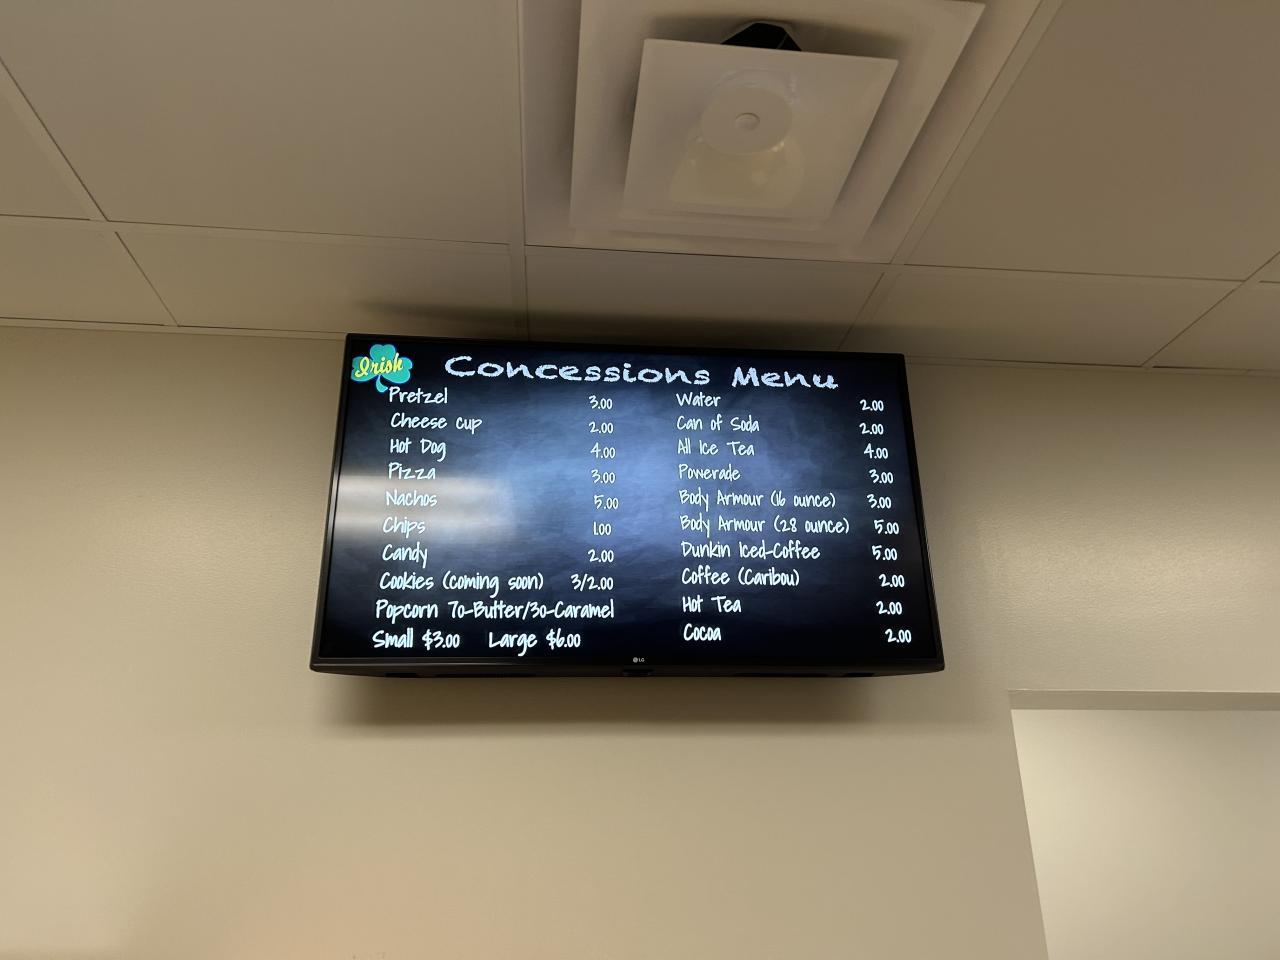 Irish
Concessions Menu
Pretzel 3.00
Cheese cup 2.00
Hot Dog 4.00
Pizza 3.00
Nachos 5.00
Chips 1.00
Candy 2.00
Cookies (coming soon) 3/2.00
Popcorn 70-Butter/30-Caramel
Small $3.00 Large $6.00
Water 2.00
Can of Soda 2.00
All Ice Tea 4.00
Powerade 3.00
Body Armour (16 ounce) 3.00
Body Armour (28 ounce) 5.00
Dunkin Iced-Coffee 5.00
Coffee (Caribou) 2.00
Hot Tea 2.00
Cocoa 2.00
LG